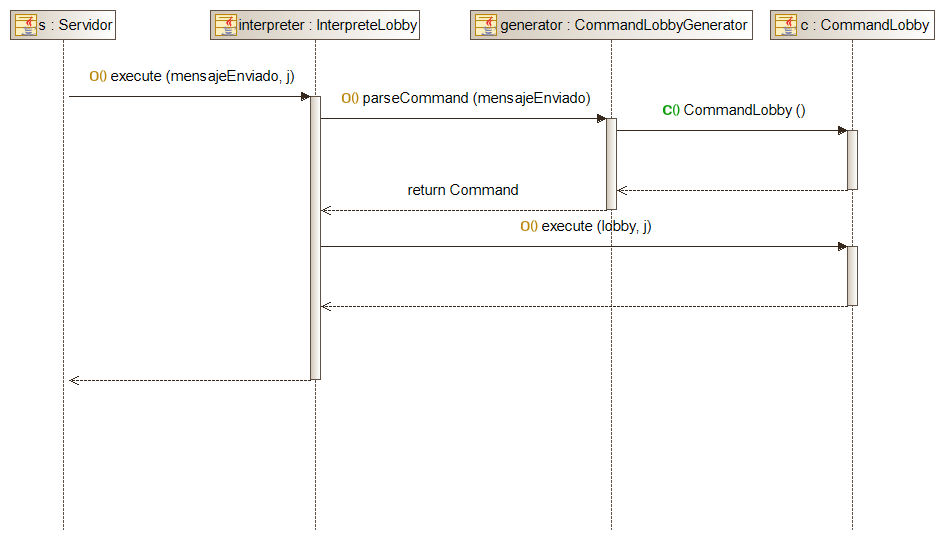 s : Servidor
interpreter : InterpreteLobby
generator : CommandLobbyGenerator
c : CommandLobby
O() execute (mensajeEnviado, j)
O() parseCommand (mensajeEnviado)
C() CommandLobby ()
return Command
O() execute (lobby, j)